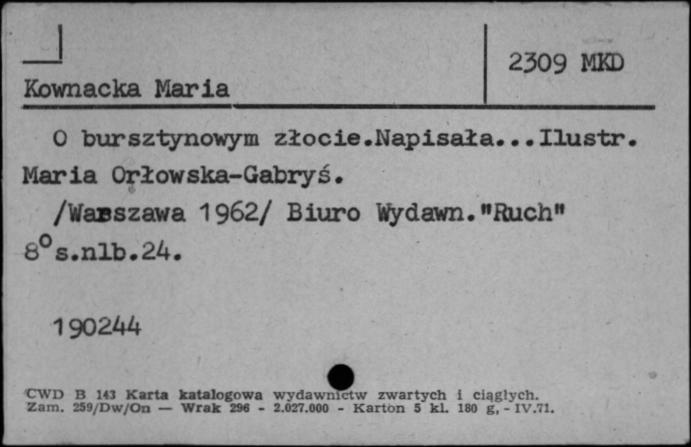 2309 MKD
Kownacka Maria
O bursztynowym złocie.Napisała...Ilustr.
Maria Orłowska-Gabryś.
/Warszawa 1962/ Biuro Wydawn."Ruch"
8° s.nlb.24.
190244
CWD B 143 Karta katalogowa wydawnictw zwartych i ciągłych.
Zam. 259/Dw/On — Wrak 296 - 2.027.000 - Karton 5 kl. 180 g, - IV.71.